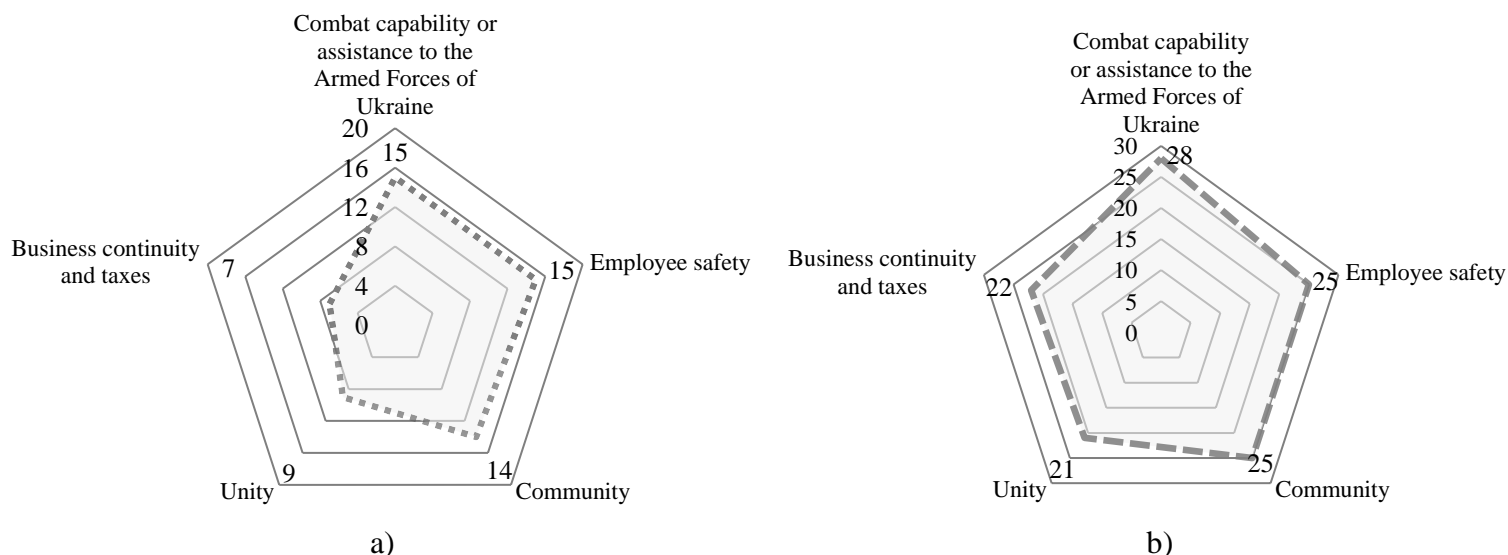 Combat capability or
assistance to the
Armed Forces of
Ukraine
20
15
16
12
8
4
0
Business continuity
and taxes
7
15
Employee safety
9
Unity
14
Community
a)
Combat capability
or assistance to the
Armed Forces of
Ukraine
30
28
25
20
15
10
5
0
Business continuity
and taxes
22
25
Employee safety
21
Unity
25
Community
b)